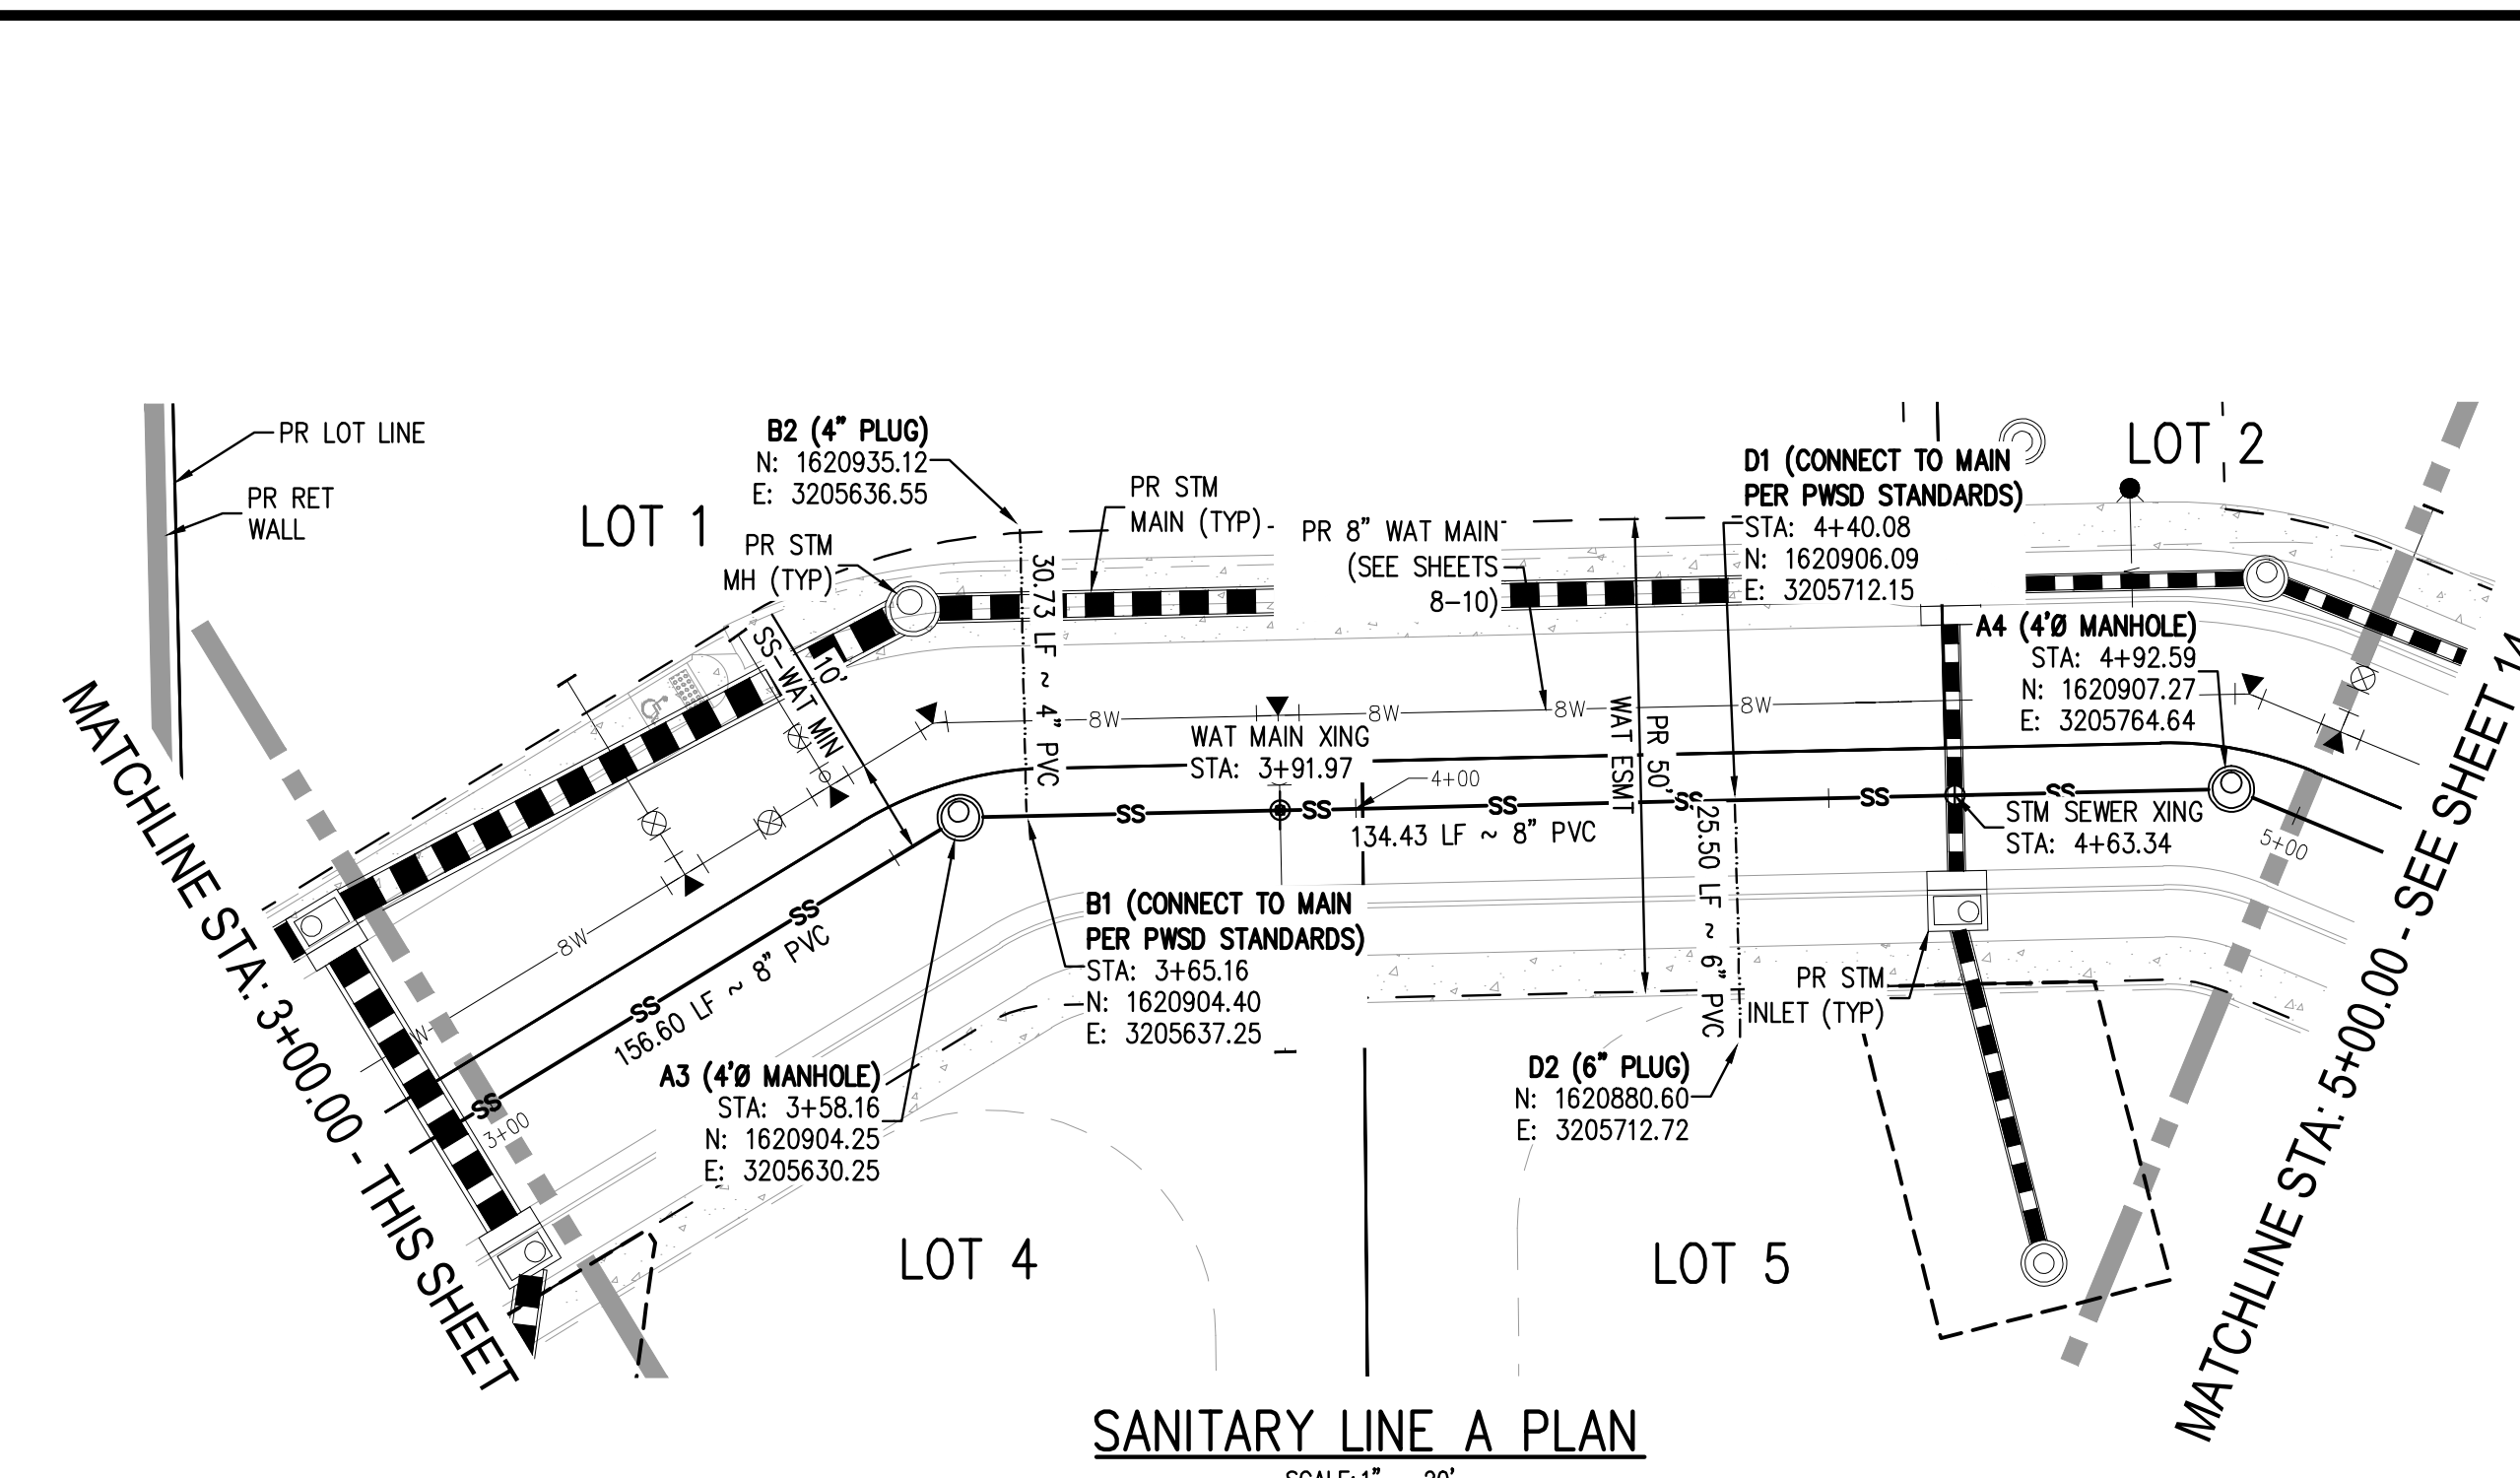 PR LOT LINE
PR RET
WALL
LOT 1
B2 (4" PLUG)
N: 1620935.12
E: 3205636.55
PR STM
MH (TYP)
PR STM
MAIN (TYP)
PR 8" WAT MAIN
(SEE SHEETS
8-10)
D1 (CONNECT TO MAIN
PER PWSD STANDARDS)
STA: 4+40.08
N: 1620906.09
E: 3205712.15
LOT 2
A4 (4'Ø MANHOLE)
STA: 4+92.59
N: 1620907.27
E: 3205764.64
10'
SS-WAT MIN
30.73 LF ~ 4" PVC
8W
8W
8W
8W
WAT MAIN XING
STA: 3+91.97
4+00
PR 50'
WAT ESMT
SS
SS
SS
SS
SS
SS
134.43 LF ~ 8" PVC
25.50 LF ~ 6" PVC
STM SEWER XING
STA: 4+63.34
5+00
MATCHLINE STA: 3+00.00 - THIS SHEET
8W
W
SS
SS
SS
156.60 LF ~ 8" PVC
3+00
B1 (CONNECT TO MAIN
PER PWSD STANDARDS)
STA: 3+65.16
N: 1620904.40
E: 3205637.25
A3 (4'Ø MANHOLE)
STA: 3+58.16
N: 1620904.25
E: 3205630.25
PR STM
INLET (TYP)
D2 (6" PLUG)
N: 1620880.60
E: 3205712.72
LOT 4
LOT 5
MATCHLINE STA: 5+00.00 - SEE SHEET 14
SANITARY LINE A PLAN
SCALE: 1" 20'